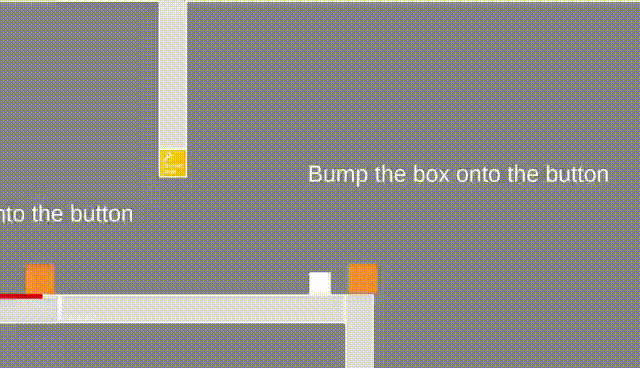 Bump the box onto the button
nto the button